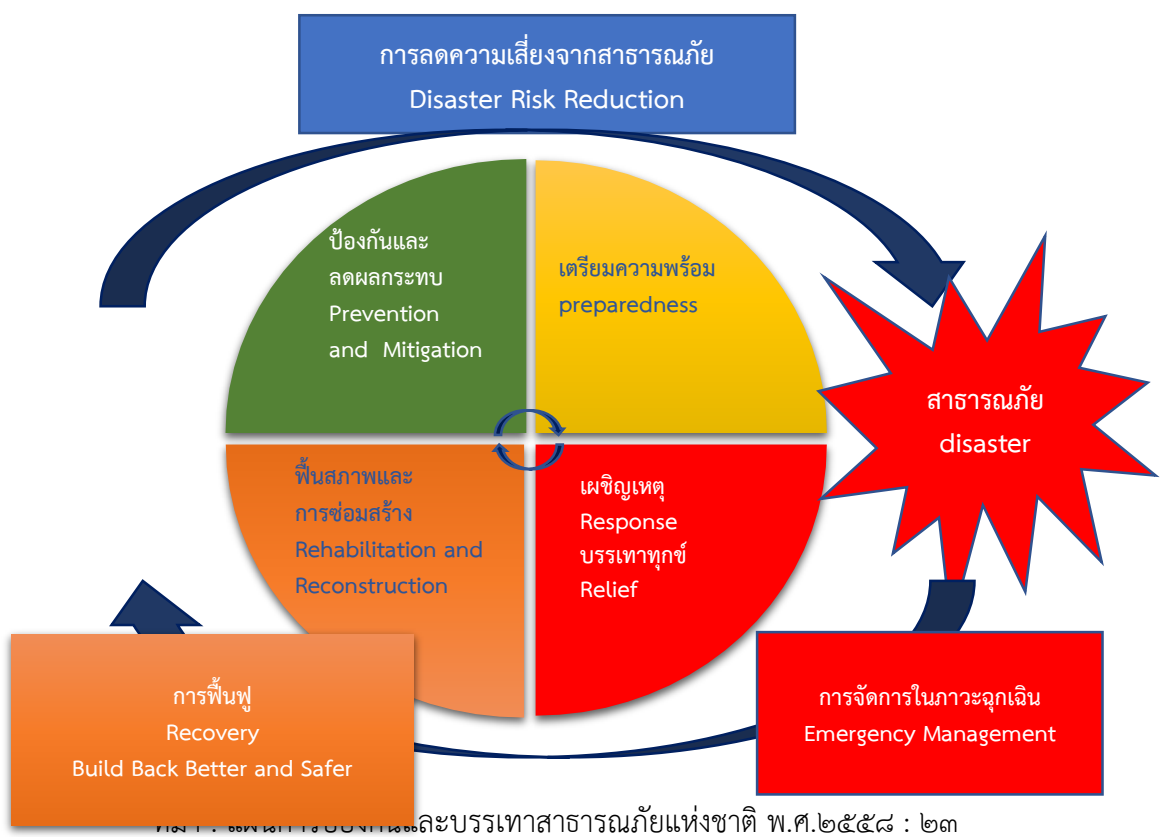 การลดความเสี่ยงจากสาธารณภัย
Disaster Risk Reduction
ป้องกันและ
ลดผลกระทบ
Prevention
and Mitigation
เตรียมความพร้อม
preparedness
สาธารณภัย
disaster
ฟื้นสภาพและ
การซ่อมสร้าง
Rehabilitation and
Reconstruction
เผชิญเหตุ
Response
บรรเทาทุกข์
Relief
การฟื้นฟู
Recovery
Build Back Better and Safer
การจัดการในภาวะฉุกเฉิน
Emergency Management
และบรรเทาสาธารณภัยแห่งชาติ พ.ศ.๒๕๕๘ : ๒๓